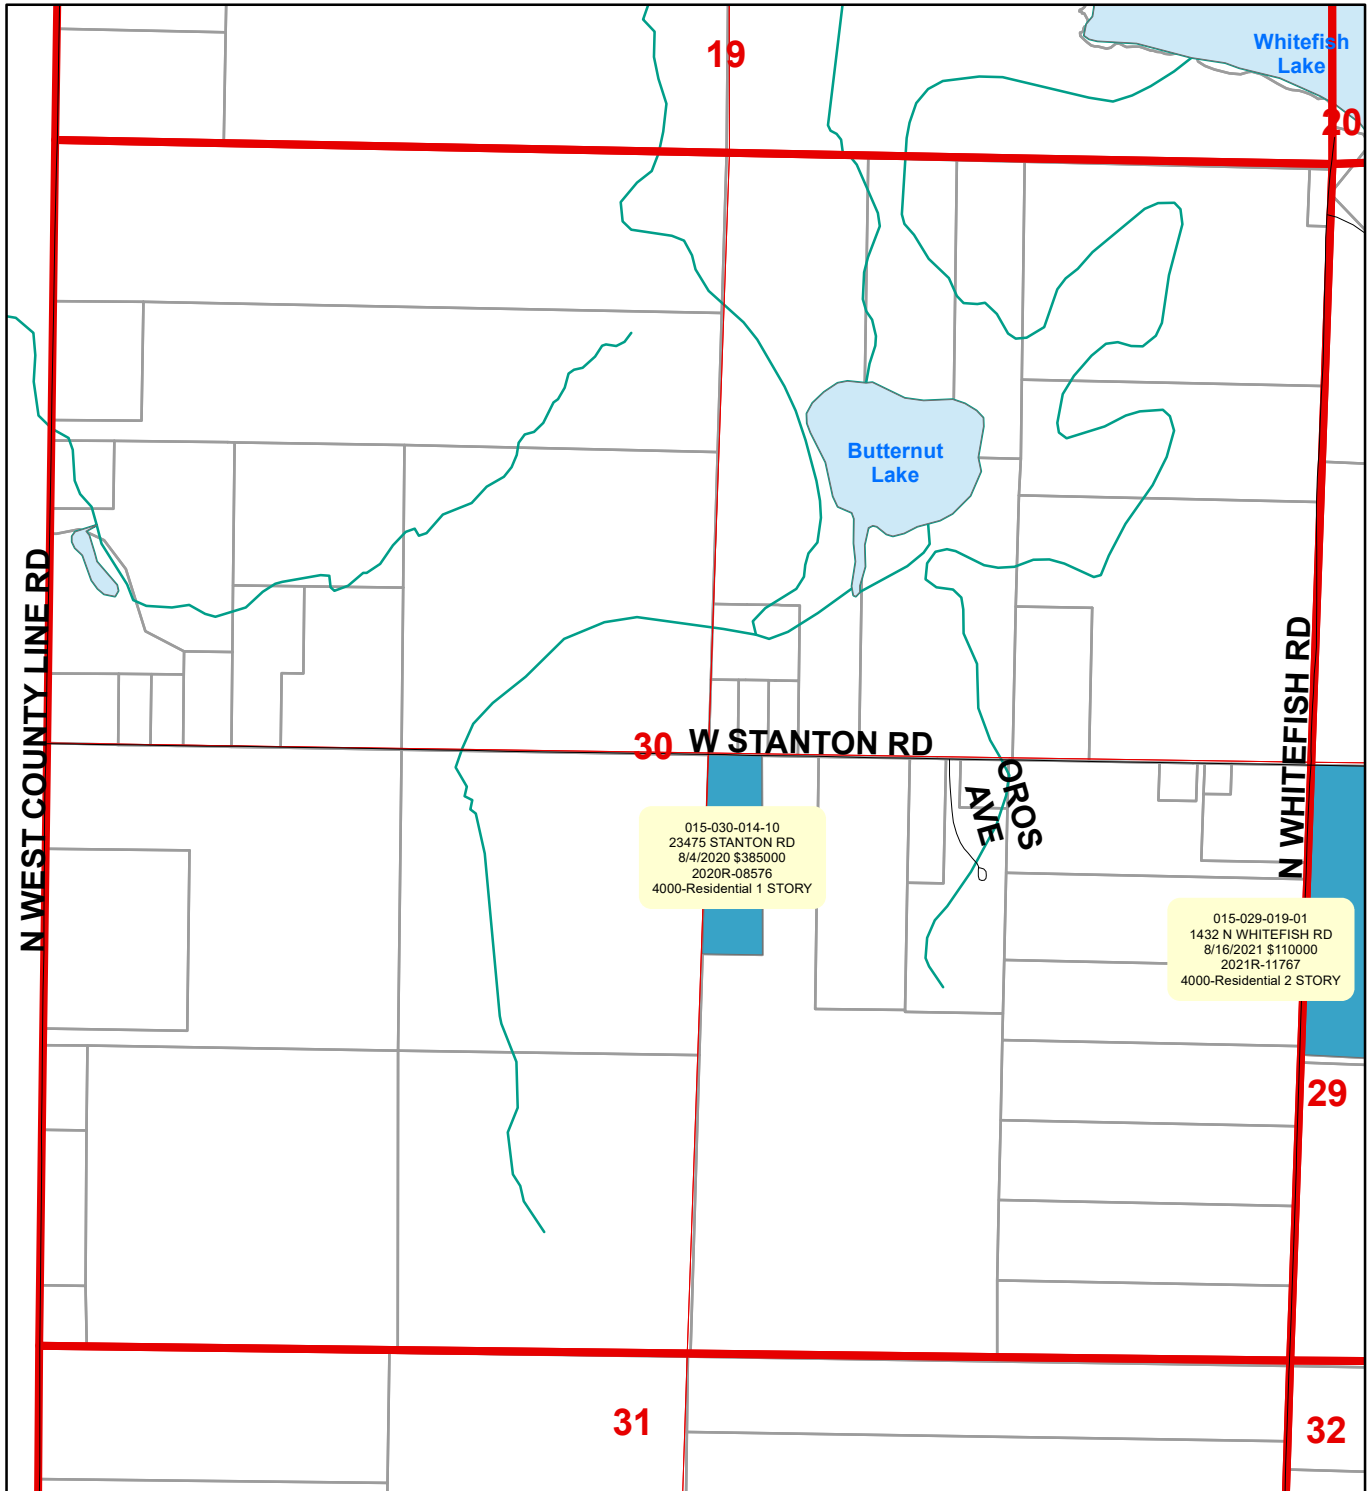 19
Whitefish
Lake
20
Butternut
Lake
N WEST COUNTY LINE RD
N WHITEFISH RD
30
W STANTON RD
OROS
AVE
015-030-014-10
23475 STANTON RD
8/4/2020 $385000
2020R-08576
4000-Residential 1 STORY
015-029-019-01
1432 N WHITEFISH RD
8/16/2021 $110000
2021R-11767
4000-Residential 2 STORY
29
31
32